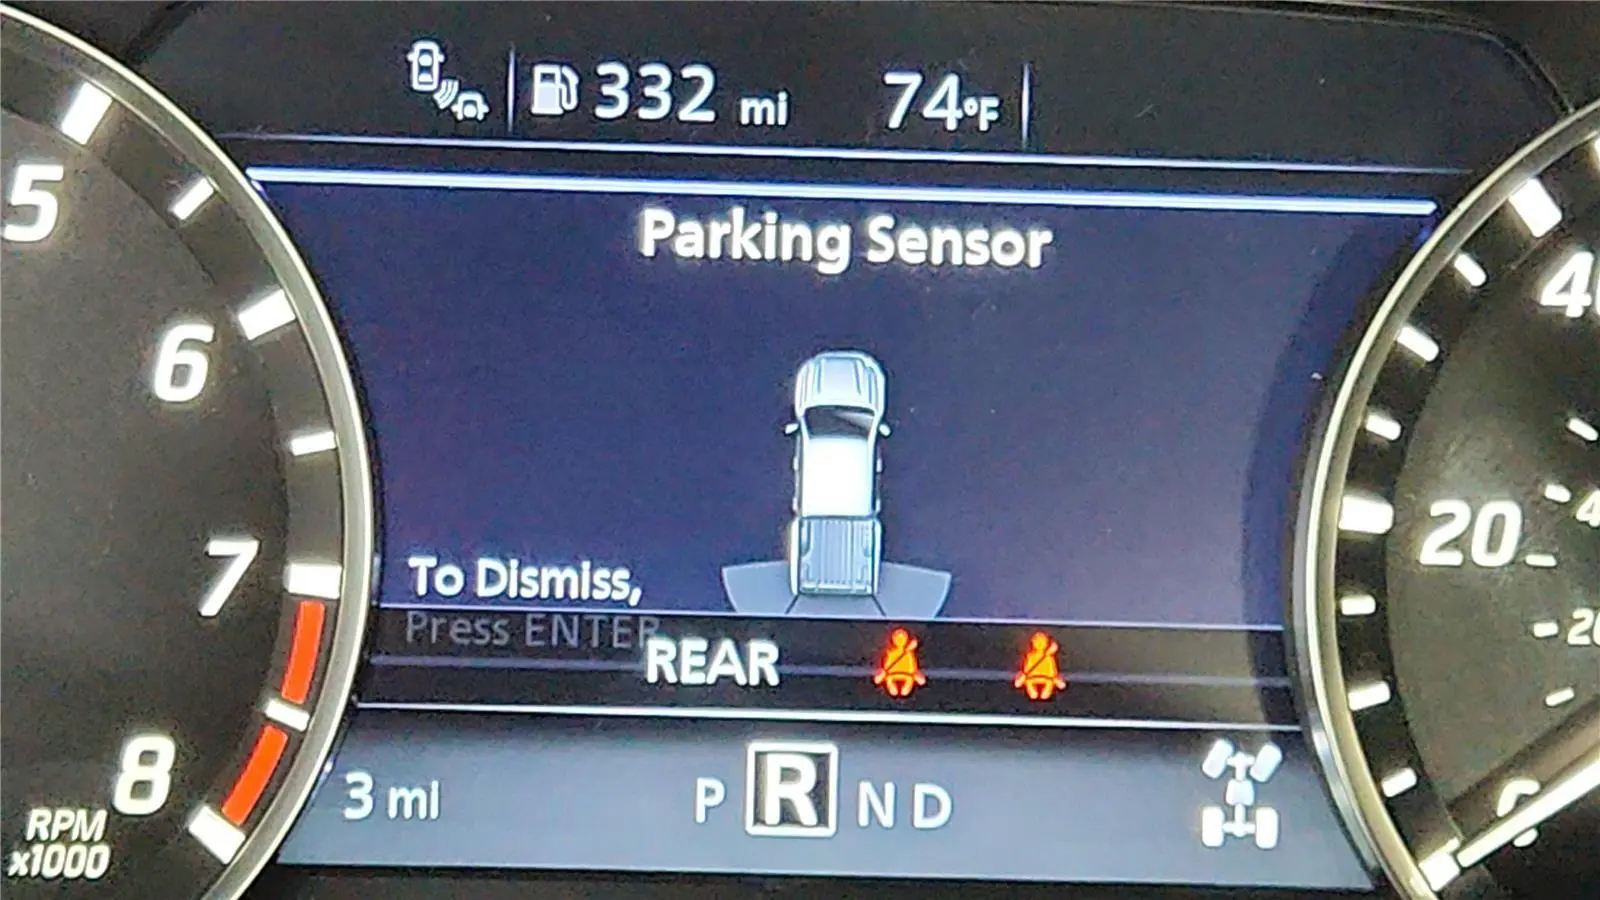 332 mi 74°F
Parking Sensor
To Dismiss,
Press ENTER
REAR
3 mi P R N D
5
6
7
8
RPM
x1000
20
20